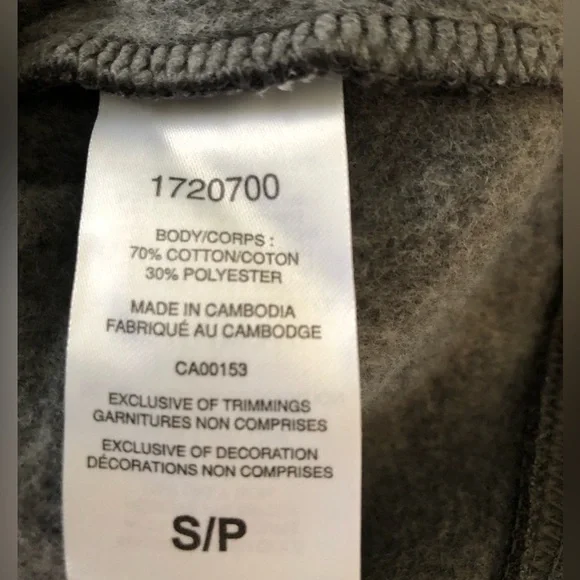 1720700
BODY/CORPS :
70% COTTON/COTON
30% POLYESTER
MADE IN CAMBODIA
FABRIQUÉ AU CAMBODGE
CA00153
EXCLUSIVE OF TRIMMINGS
GARNITURES NON COMPRISES
EXCLUSIVE OF DECORATION
DÉCORATIONS NON COMPRISES
S/P